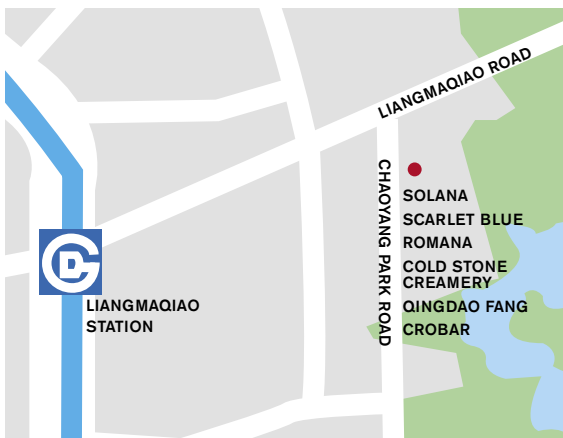 LIANGMAQIAO ROAD
CHAOYANG PARK ROAD
SOLANA
SCARLET BLUE
ROMANA
COLD STONE
CREAMERY
QINGDAO FANG
CROBAR
LIANGMAQIAO
STATION